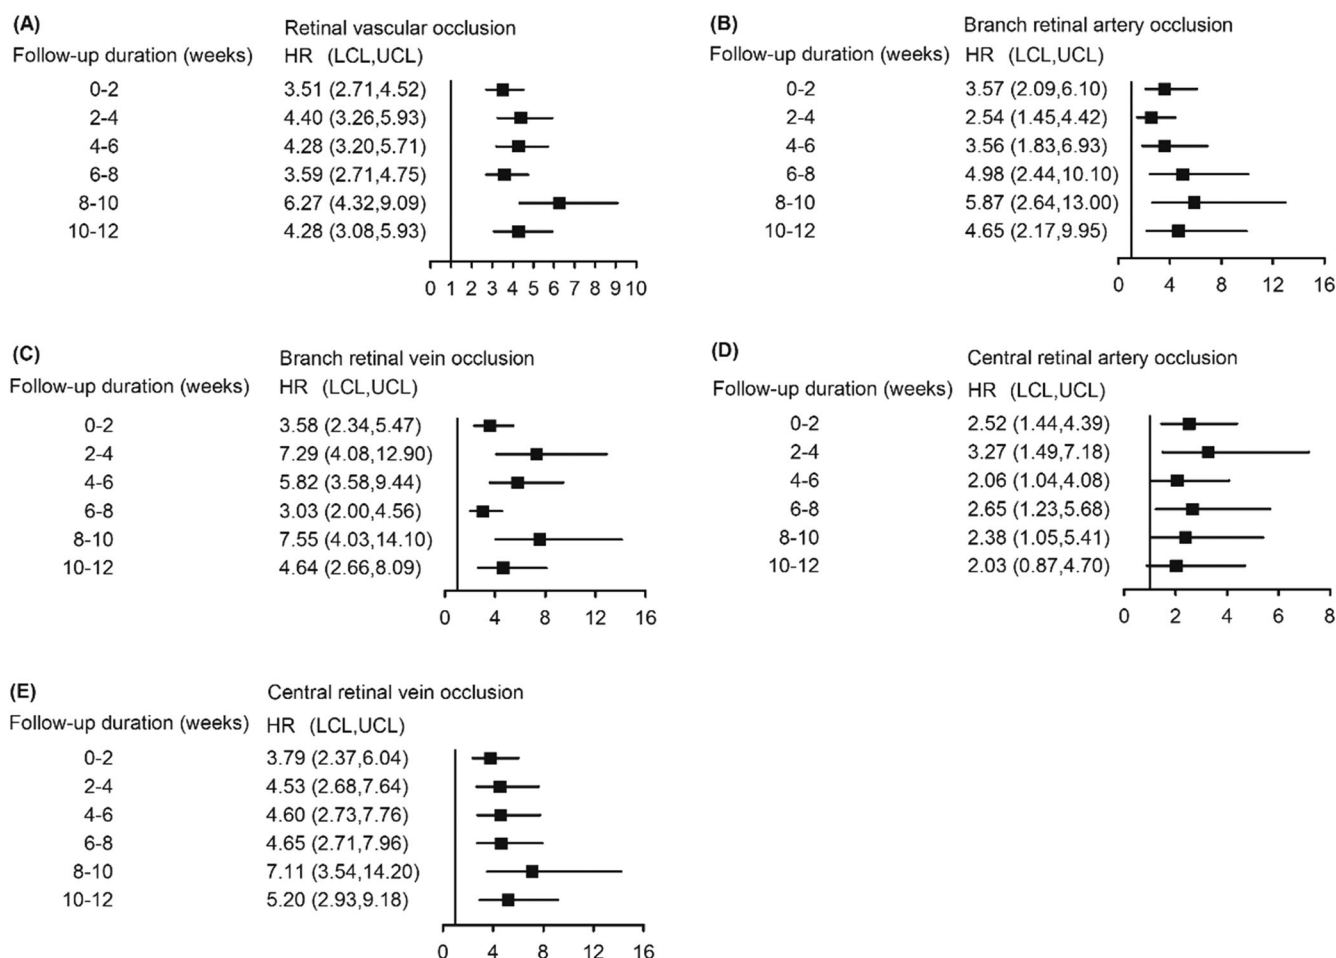 (A)
Retinal vascular occlusion
Follow-up duration (weeks) HR (LCL,UCL)
0-2 3.51 (2.71,4.52)
2-4 4.40 (3.26,5.93)
4-6 4.28 (3.20,5.71)
6-8 3.59 (2.71,4.75)
8-10 6.27 (4.32,9.09)
10-12 4.28 (3.08,5.93)
0 1 2 3 4 5 6 7 8 9 10
(B)
Branch retinal artery occlusion
Follow-up duration (weeks) HR (LCL,UCL)
0-2 3.57 (2.09,6.10)
2-4 2.54 (1.45,4.42)
4-6 3.56 (1.83,6.93)
6-8 4.98 (2.44,10.10)
8-10 5.87 (2.64,13.00)
10-12 4.65 (2.17,9.95)
0 4 8 12 16
(C)
Branch retinal vein occlusion
Follow-up duration (weeks) HR (LCL,UCL)
0-2 3.58 (2.34,5.47)
2-4 7.29 (4.08,12.90)
4-6 5.82 (3.58,9.44)
6-8 3.03 (2.00,4.56)
8-10 7.55 (4.03,14.10)
10-12 4.64 (2.66,8.09)
0 4 8 12 16
(D)
Central retinal artery occlusion
Follow-up duration (weeks) HR (LCL,UCL)
0-2 2.52 (1.44,4.39)
2-4 3.27 (1.49,7.18)
4-6 2.06 (1.04,4.08)
6-8 2.65 (1.23,5.68)
8-10 2.38 (1.05,5.41)
10-12 2.03 (0.87,4.70)
0 2 4 6 8
(E)
Central retinal vein occlusion
Follow-up duration (weeks) HR (LCL,UCL)
0-2 3.79 (2.37,6.04)
2-4 4.53 (2.68,7.64)
4-6 4.60 (2.73,7.76)
6-8 4.65 (2.71,7.96)
8-10 7.11 (3.54,14.20)
10-12 5.20 (2.93,9.18)
0 4 8 12 16